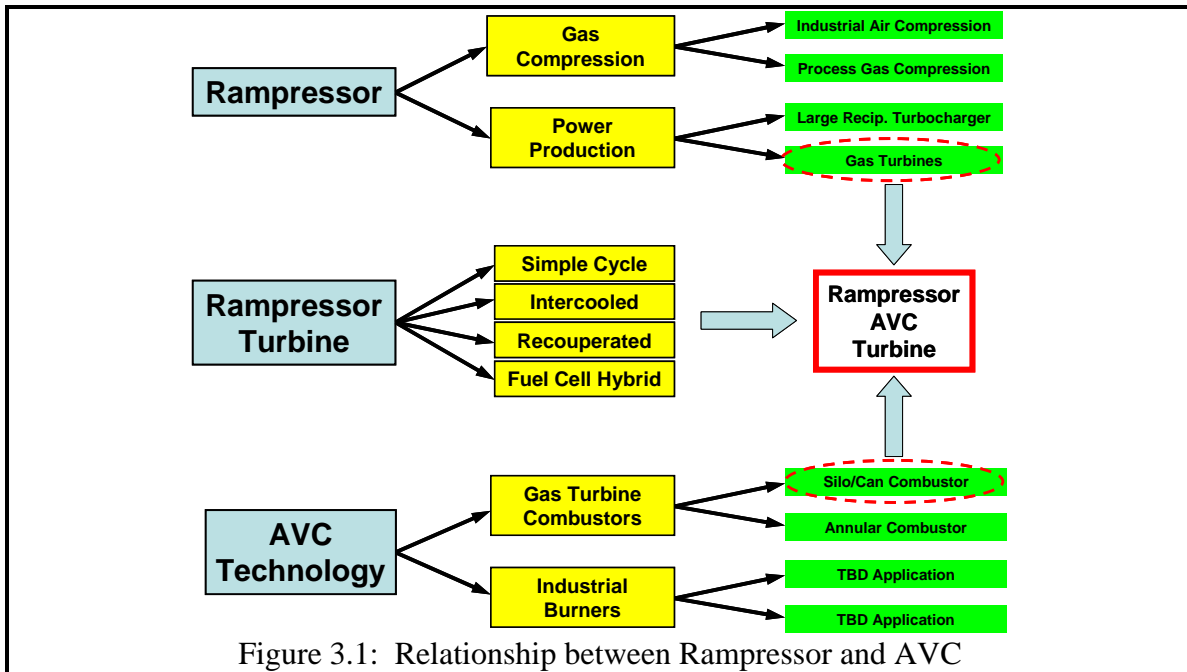 Rampressor
Gas
Compression
Industrial Air Compression
Process Gas Compression
Power
Production
Large Recip. Turbocharger
Gas Turbines
Rampressor
Turbine
Simple Cycle
Intercooled
Recouperated
Fuel Cell Hybrid
Rampressor
AVC
Turbine
AVC
Technology
Gas Turbine
Combustors
Silo/Can Combustor
Annular Combustor
Industrial
Burners
TBD Application
TBD Application
Figure 3.1: Relationship between Rampressor and AVC